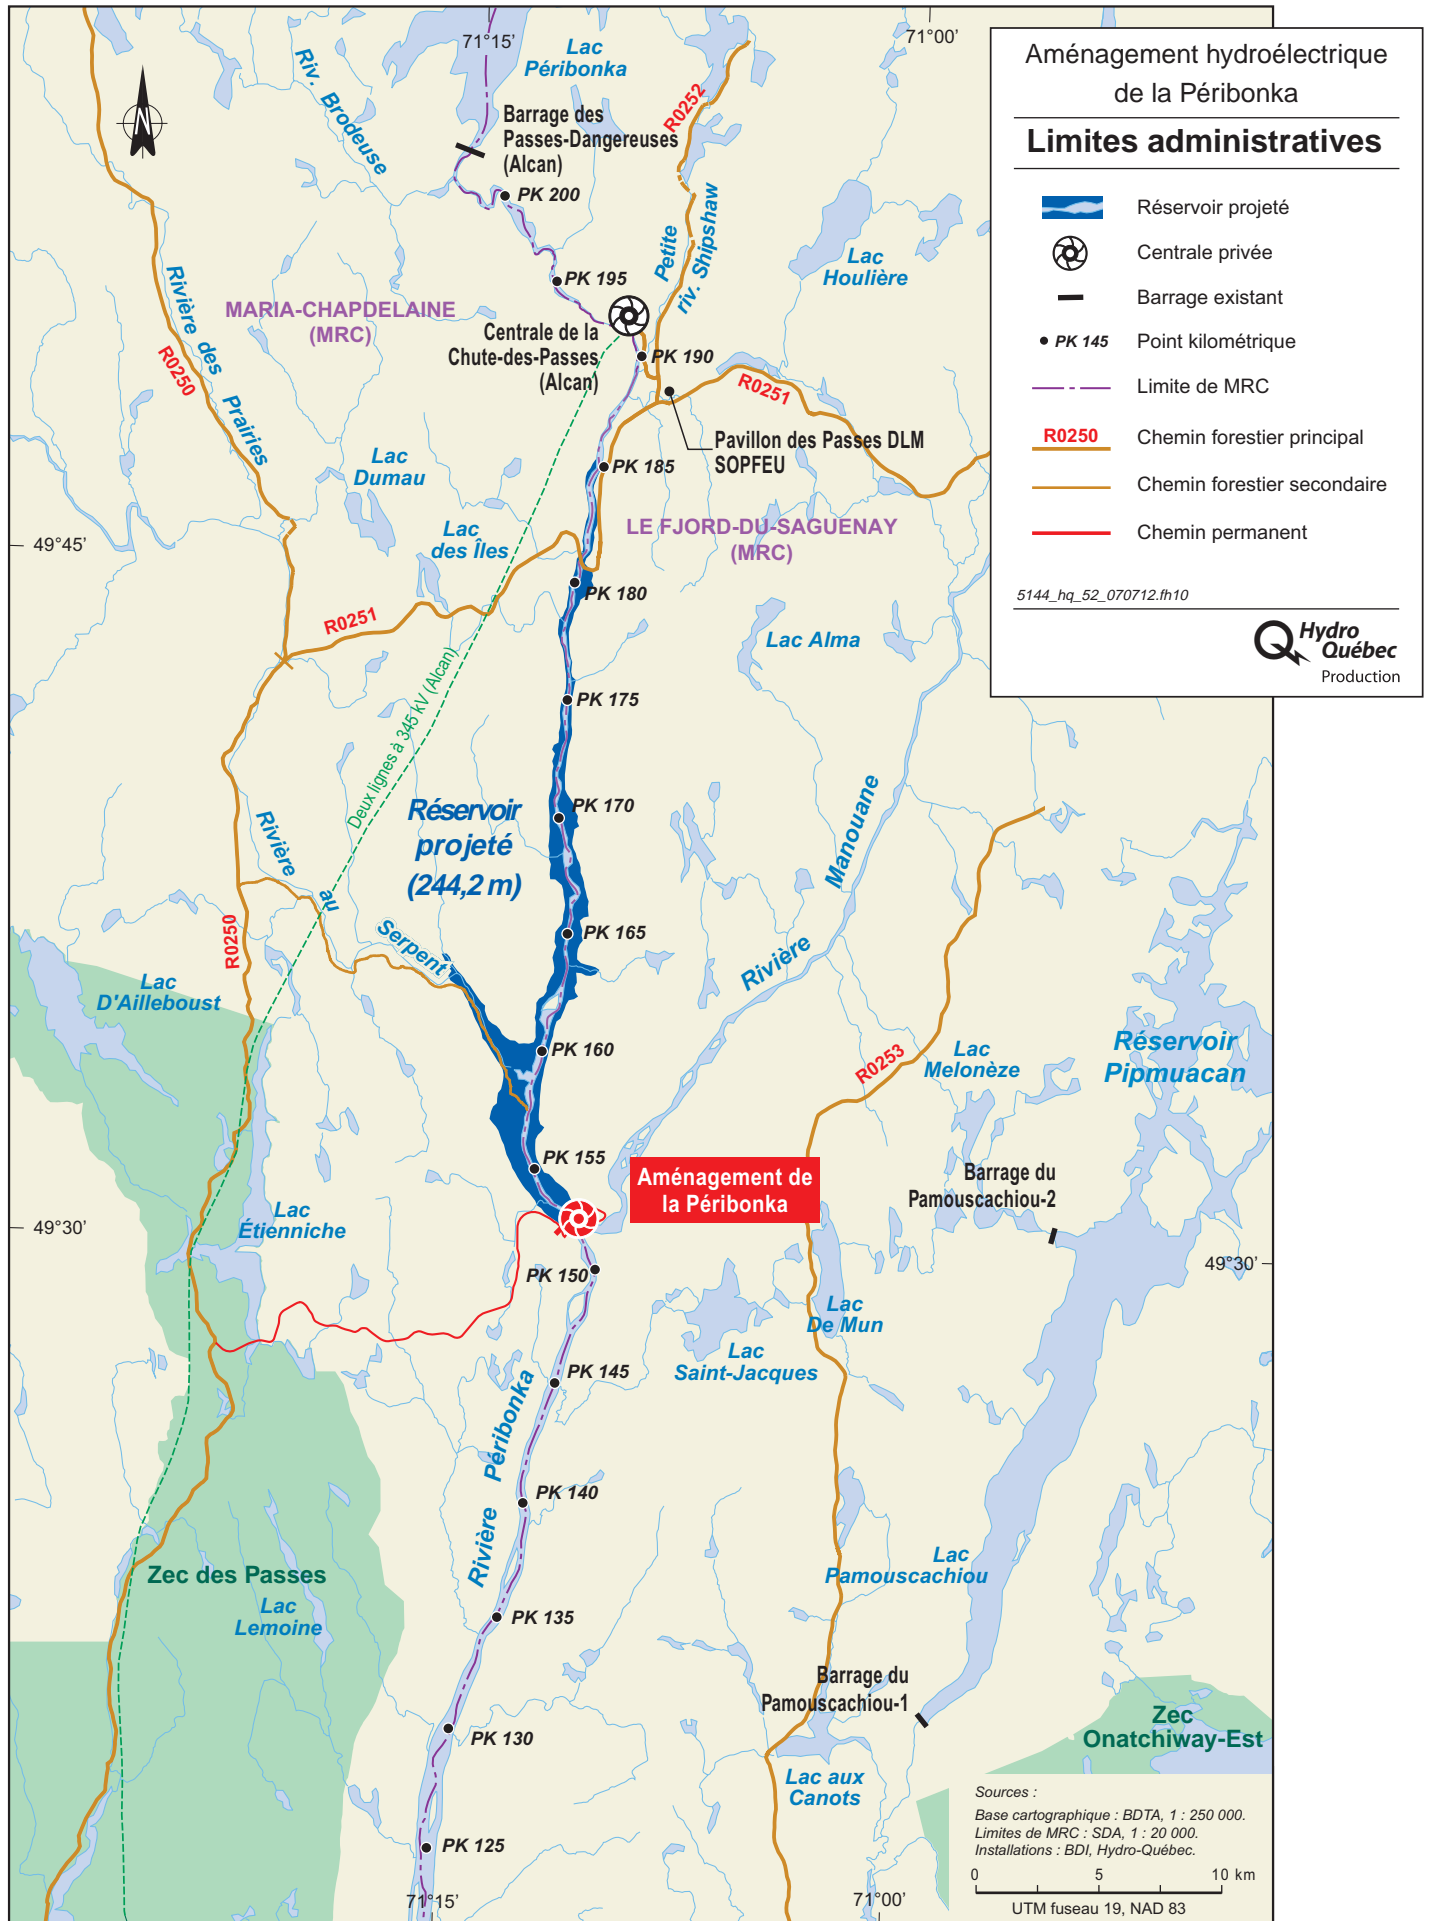 Aménagement hydroélectrique
de la Péribonka
Limites administratives
Réservoir projeté
Centrale privée
Barrage existant
PK 145 Point kilométrique
Limite de MRC
R0250 Chemin forestier principal
Chemin forestier secondaire
Chemin permanent
5144_hq_52_070712.fh10
Hydro
Québec
Production
71°15'
71°00'
Lac
Péribonka
Riv. Brodeuse
N
R0252
Barrage des
Passes-Dangereuses
(Alcan)
PK 200
Petite
riv. Shipshaw
Lac
Houlière
Rivière des Prairies
PK 195
MARIA-CHAPDELAINE
(MRC)
Centrale de la
Chute-des-Passes
(Alcan)
PK 190
R0250
R0251
Pavillon des Passes DLM
SOPFEU
Lac
Dumau
PK 185
Lac
des Îles
LE FJORD-DU-SAGUENAY
(MRC)
49°45'
PK 180
R0251
Lac Alma
Deux lignes à 345 kV (Alcan)
PK 175
Réservoir
projeté
(244,2 m)
PK 170
Rivière
au
Serpent
Rivière
Manouane
R0250
PK 165
Lac
D'Ailleboust
PK 160
R0253
Lac
Melonèze
Réservoir
Pipmuacan
PK 155
Aménagement de
la Péribonka
Barrage du
Pamouscachiou-2
Lac
Étienniche
49°30'
49°30'
PK 150
Lac
De Mun
Lac
Saint-Jacques
PK 145
Rivière Péribonka
PK 140
Zec des Passes
Lac
Lemoine
Lac
Pamouscachiou
PK 135
Barrage du
Pamouscachiou-1
PK 130
Zec
Onatchiway-Est
Lac aux
Canots
PK 125
71°15'
71°00'
Sources :
Base cartographique : BDTA, 1 : 250 000.
Limites de MRC : SDA, 1 : 20 000.
Installations : BDI, Hydro-Québec.
0 5 10 km
UTM fuseau 19, NAD 83